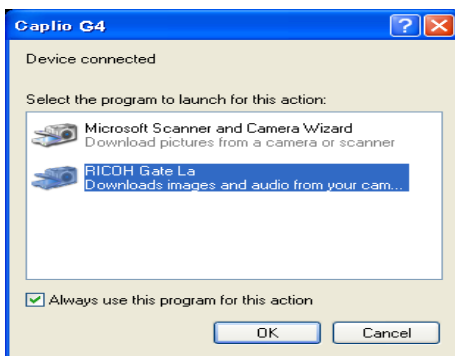 Caplio G4
Device connected
Select the program to launch for this action:
Microsoft Scanner and Camera Wizard
Download pictures from a camera or scanner
RICOH Gate La
Downloads images and audio from your cam...
Always use this program for this action
OK Cancel